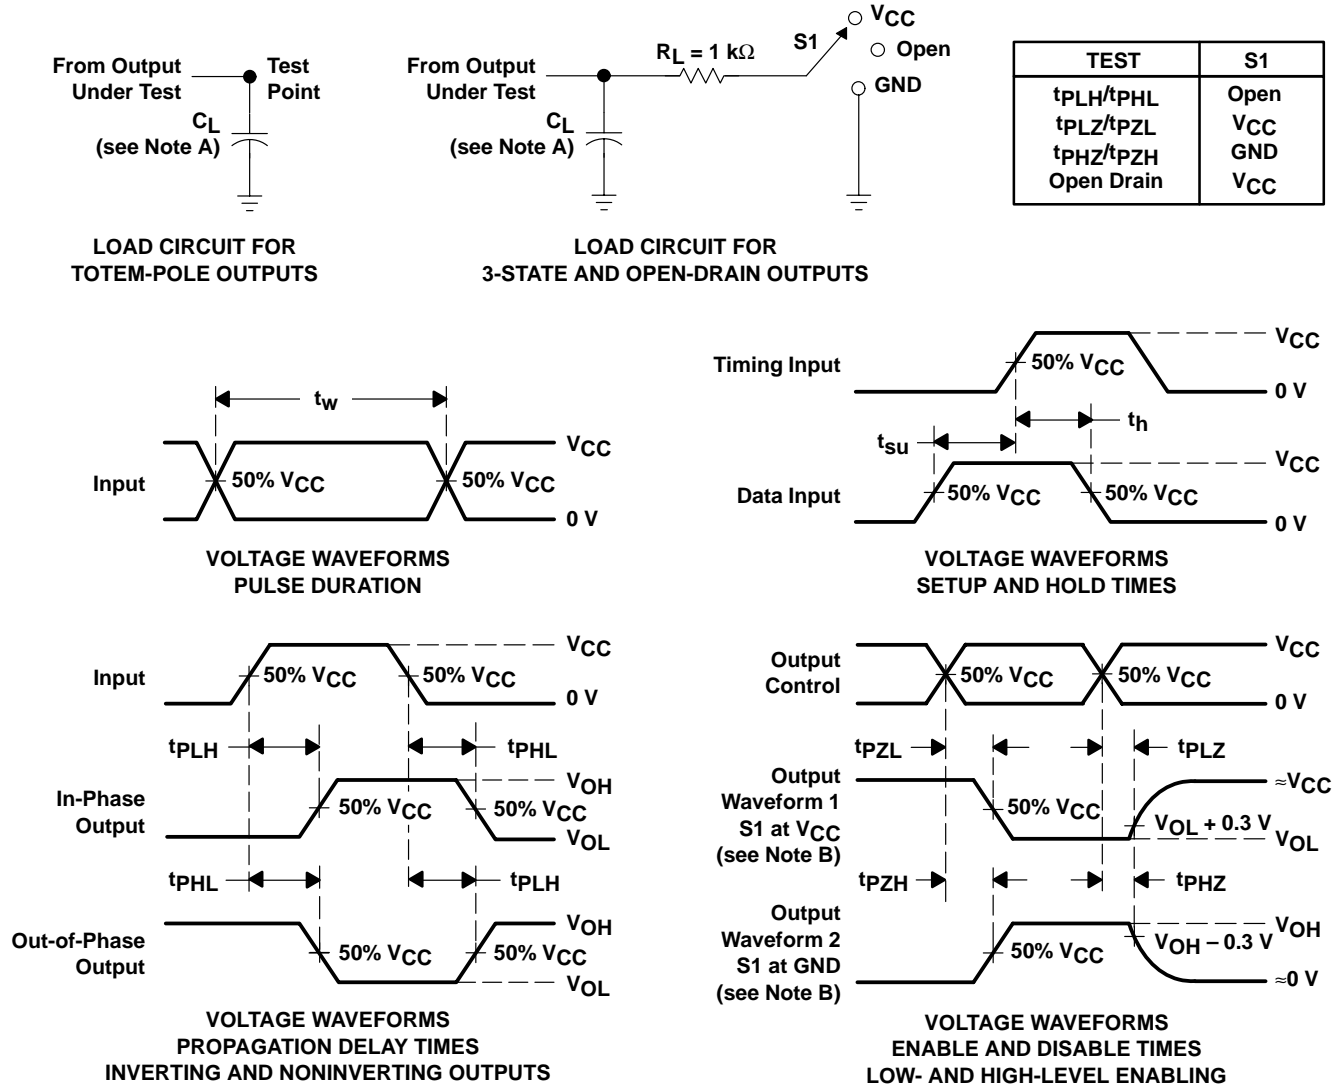 From Output
Under Test
Test
Point
CL
(see Note A)
LOAD CIRCUIT FOR
TOTEM-POLE OUTPUTS
From Output
Under Test
RL = 1 kΩ
S1
VCC
Open
GND
CL
(see Note A)
LOAD CIRCUIT FOR
3-STATE AND OPEN-DRAIN OUTPUTS
TEST S1
tPLH/tPHL Open
tPLZ/tPZL VCC
tPHZ/tPZH GND
Open Drain VCC
tw
Input
50% VCC
50% VCC
VCC
0 V
VOLTAGE WAVEFORMS
PULSE DURATION
Timing Input
50% VCC
VCC
0 V
tsu
th
Data Input
50% VCC
50% VCC
VCC
0 V
VOLTAGE WAVEFORMS
SETUP AND HOLD TIMES
Input
50% VCC
50% VCC
VCC
0 V
tPLH
tPHL
In-Phase
Output
50% VCC
50% VCC
VOH
VOL
tPHL
tPLH
Out-of-Phase
Output
50% VCC
50% VCC
VOH
VOL
VOLTAGE WAVEFORMS
PROPAGATION DELAY TIMES
INVERTING AND NONINVERTING OUTPUTS
Output
Control
50% VCC
50% VCC
VCC
0 V
tPZL
tPLZ
Output
Waveform 1
S1 at VCC
(see Note B)
50% VCC
VOL + 0.3 V
≈VCC
VOL
tPZH
tPHZ
Output
Waveform 2
S1 at GND
(see Note B)
50% VCC
VOH − 0.3 V
VOH
≈0 V
VOLTAGE WAVEFORMS
ENABLE AND DISABLE TIMES
LOW- AND HIGH-LEVEL ENABLING